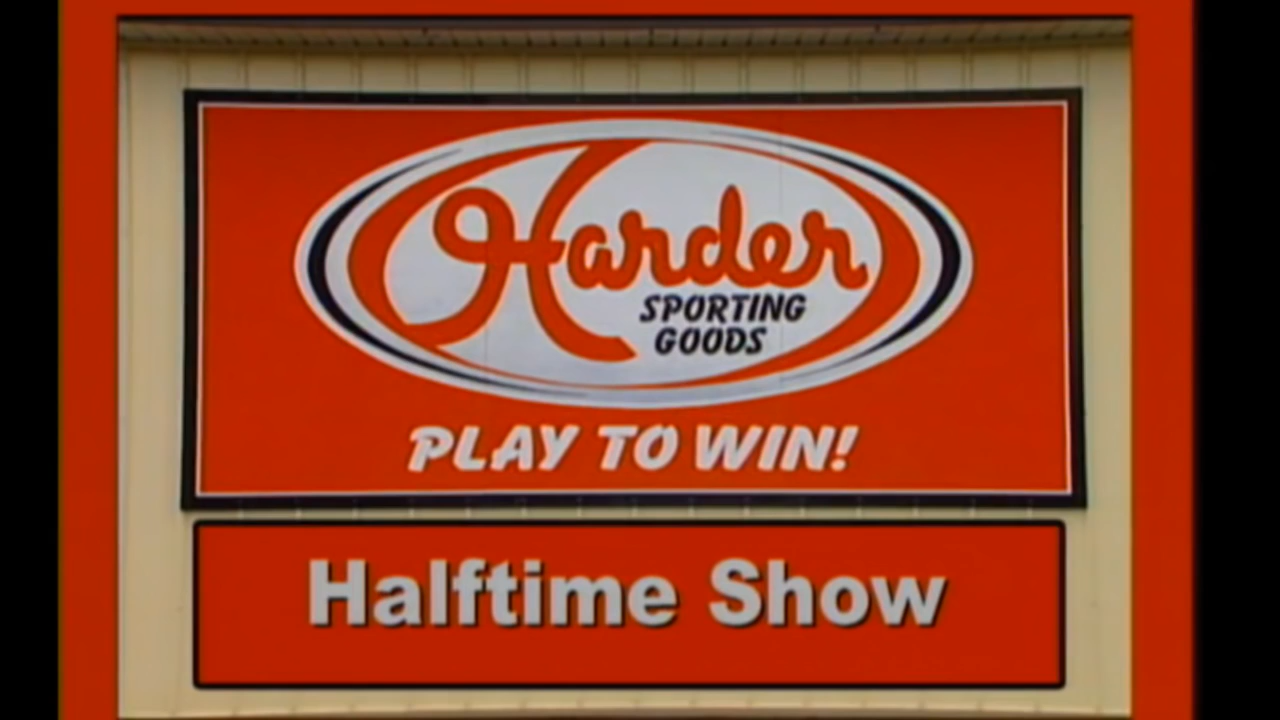 Harder
SPORTING
GOODS
PLAY TO WIN!
Halftime Show